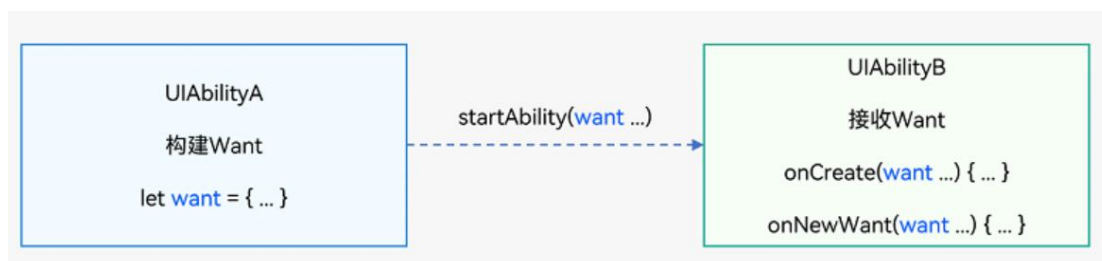 UIAbilityA
构建Want
let want = { ... }
startAbility(want ...)
UIAbilityB
接收Want
onCreate(want ...) { ... }
onNewWant(want ...) { ... }